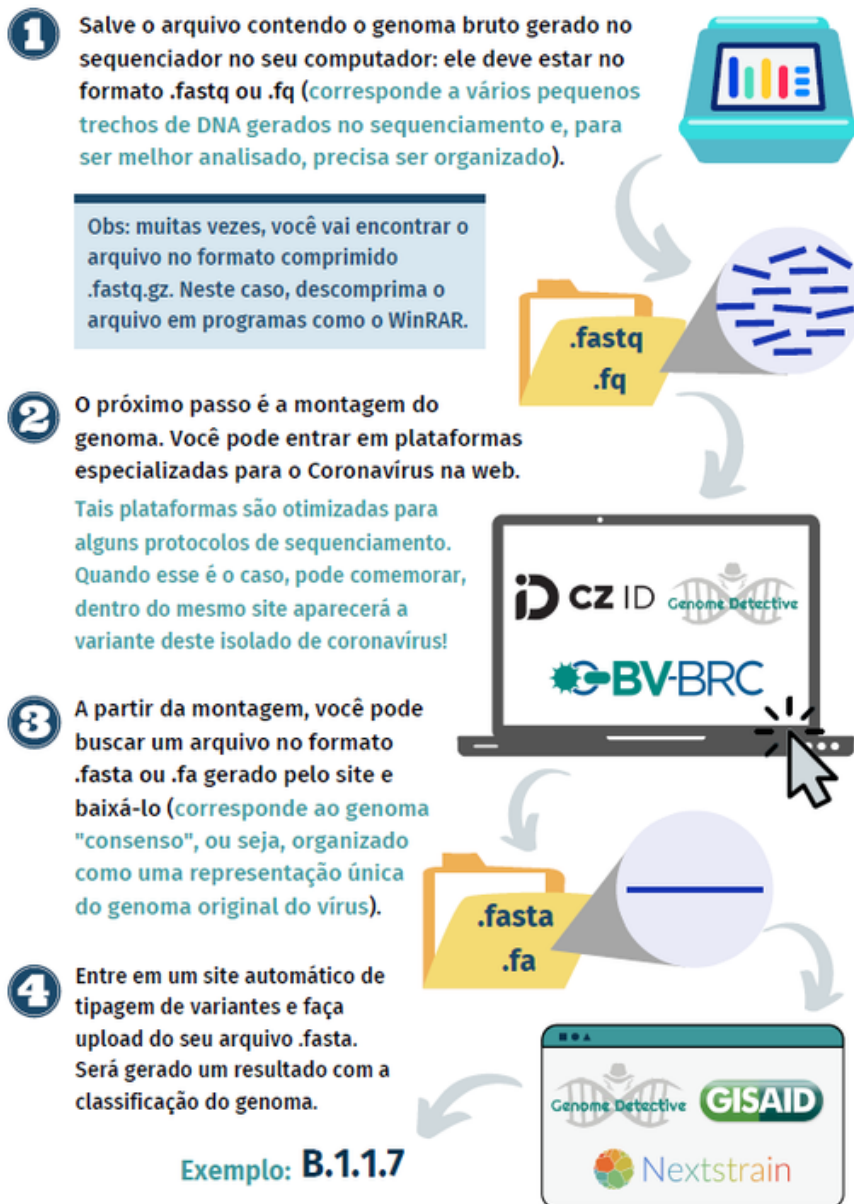 1
Salve o arquivo contendo o genoma bruto gerado no
sequenciador no seu computador: ele deve estar no
formato .fastq ou .fq (corresponde a vários pequenos
trechos de DNA gerados no sequenciamento e, para
ser melhor analisado, precisa ser organizado).
Obs: muitas vezes, você vai encontrar o
arquivo no formato comprimido
.fastq.gz. Neste caso, descomprima o
arquivo em programas como o WinRAR.
.fastq
.fq
2
O próximo passo é a montagem do
genoma. Você pode entrar em plataformas
especializadas para o Coronavírus na web.
Tais plataformas são otimizadas para
alguns protocolos de sequenciamento.
Quando esse é o caso, pode comemorar,
dentro do mesmo site aparecerá a
variante deste isolado de coronavírus!
CZ ID
Genome Detective
BV-BRC
3
A partir da montagem, você pode
buscar um arquivo no formato
.fasta ou .fa gerado pelo site e
baixá-lo (corresponde ao genoma
"consenso", ou seja, organizado
como uma representação única
do genoma original do vírus).
.fasta
.fa
4
Entre em um site automático de
tipagem de variantes e faça
upload do seu arquivo .fasta.
Será gerado um resultado com a
classificação do genoma.
Exemplo: B.1.1.7
Genome Detective
GISAID
Nextstrain